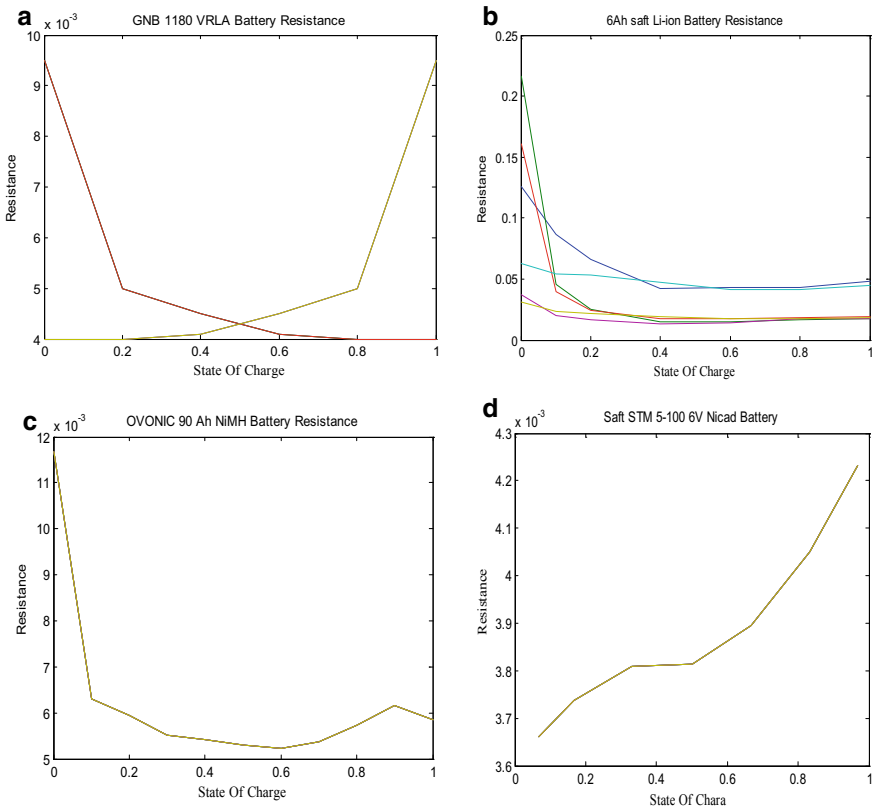 a
GNB 1180 VRLA Battery Resistance
x 10-3
10
9
8
7
6
5
4
Resistance
0 0.2 0.4 0.6 0.8 1
State Of Charge
b
6Ah saft Li-ion Battery Resistance
0.25
0.2
0.15
0.1
0.05
0
Resistance
0 0.2 0.4 0.6 0.8 1
State Of Charge
c
OVONIC 90 Ah NiMH Battery Resistance
x 10-3
12
11
10
9
8
7
6
5
Resistance
0 0.2 0.4 0.6 0.8 1
State Of Charge
d
Saft STM 5-100 6V Nicad Battery
x 10-3
4.3
4.2
4.1
4
3.9
3.8
3.7
3.6
Resistance
0 0.2 0.4 0.6 0.8 1
State Of Chara